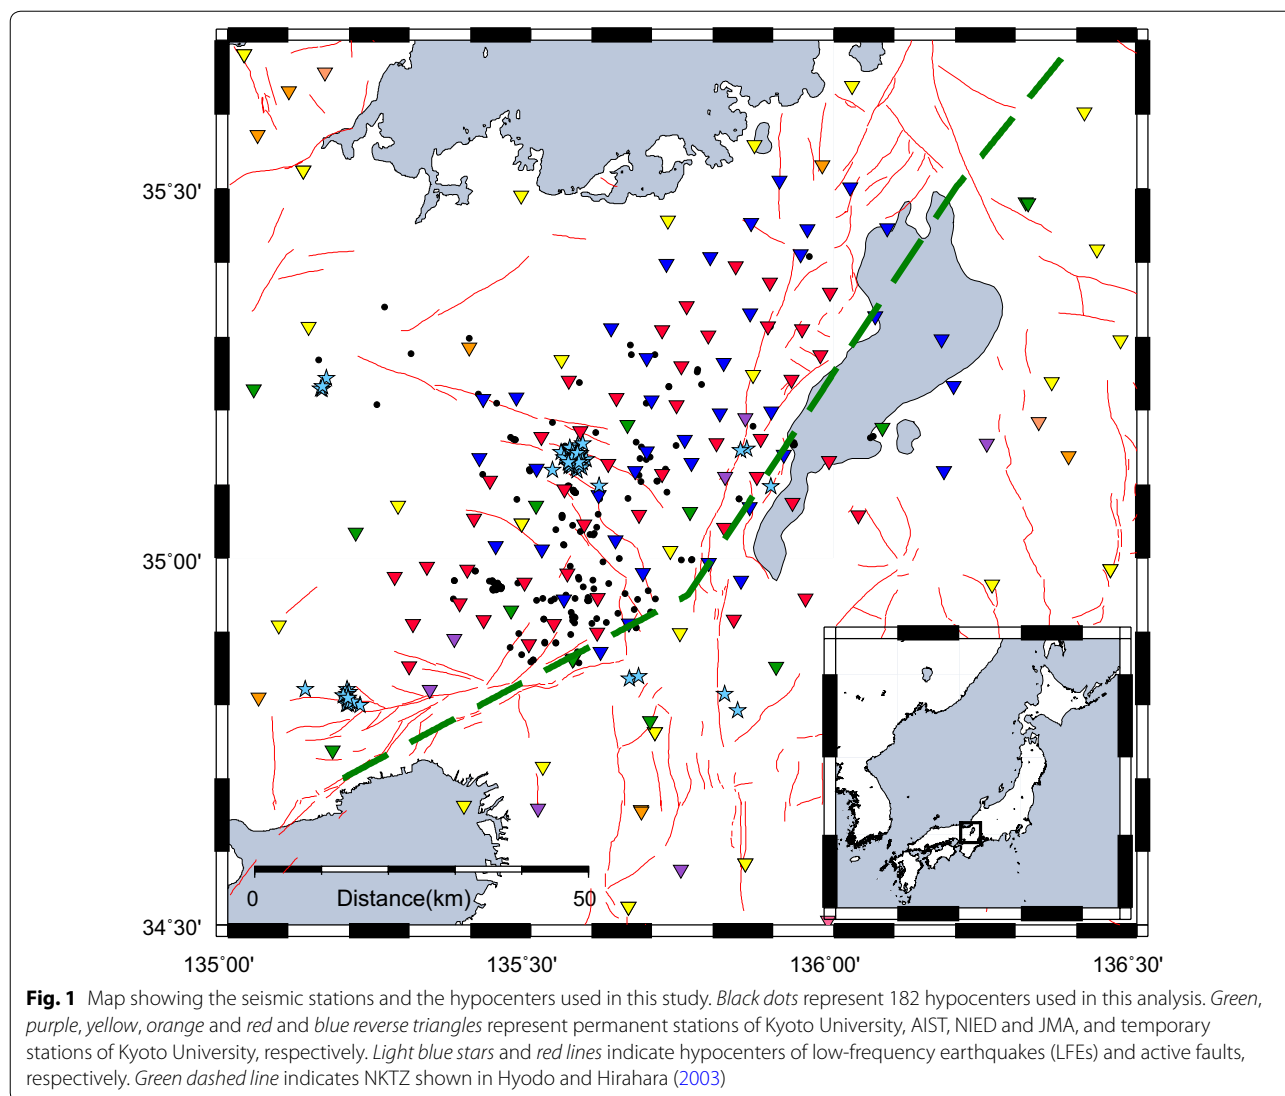 35˚30'
35˚00'
34˚30'
0
Distance(km)
50
135˚00'
135˚30'
136˚00'
136˚30'
Fig. 1 Map showing the seismic stations and the hypocenters used in this study. Black dots represent 182 hypocenters used in this analysis. Green,
purple, yellow, orange and red and blue reverse triangles represent permanent stations of Kyoto University, AIST, NIED and JMA, and temporary
stations of Kyoto University, respectively. Light blue stars and red lines indicate hypocenters of low-frequency earthquakes (LFEs) and active faults,
respectively. Green dashed line indicates NKTZ shown in Hyodo and Hirahara (2003)